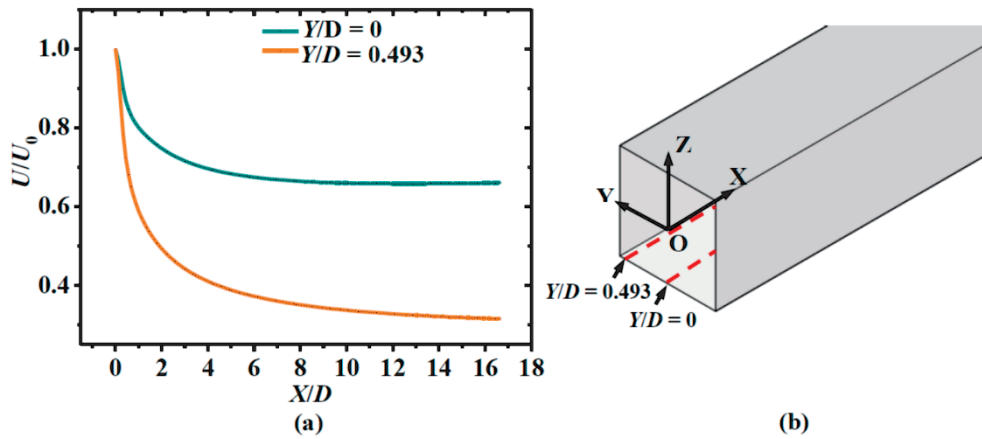 Y/D = 0
Y/D = 0.493
1.0
0.8
0.6
0.4
U/U₀
0 2 4 6 8 10 12 14 16 18
X/D
(a)
Z
X
Y
O
Y/D = 0.493
Y/D = 0
(b)